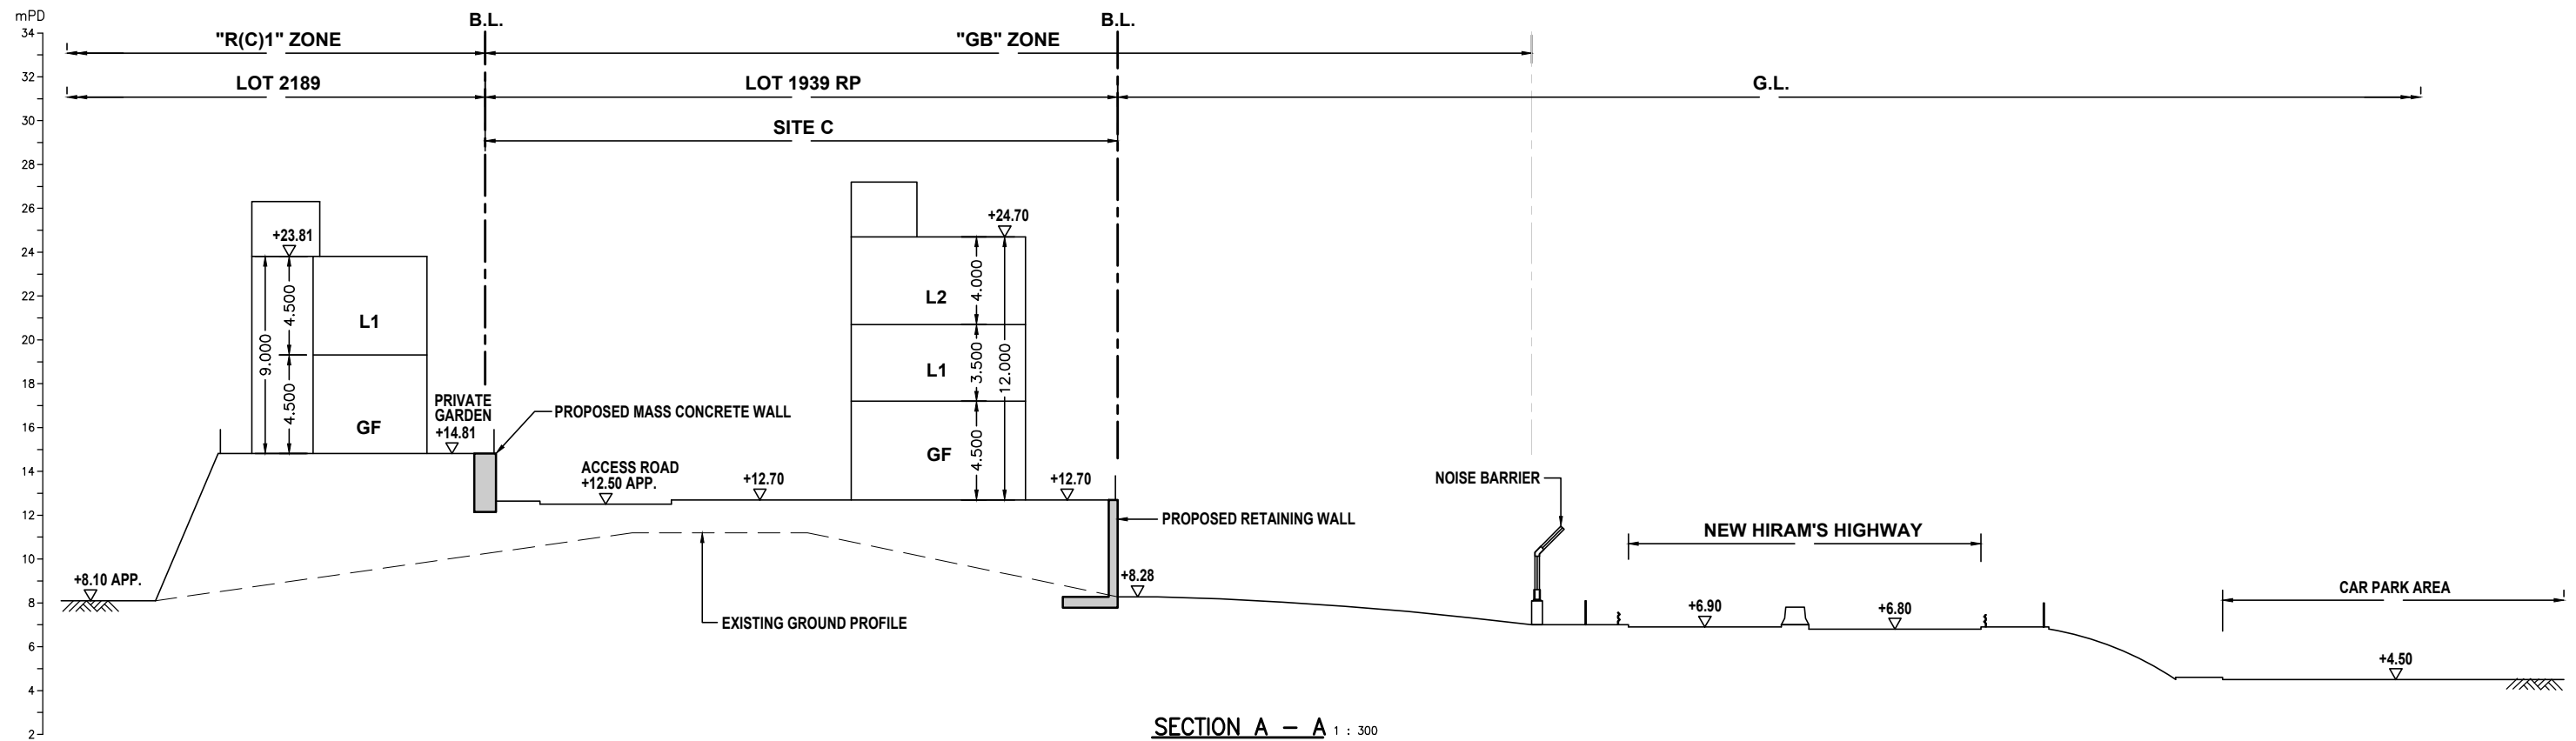 mPD
34
32
30
28
26
24
22
20
18
16
14
12
10
8
6
4
2
B.L.
B.L.
"R(C)1" ZONE
"GB" ZONE
LOT 2189
LOT 1939 RP
G.L.
SITE C
+23.81
9.000
4.500
4.500
L1
GF
PRIVATE
GARDEN
+14.81
PROPOSED MASS CONCRETE WALL
ACCESS ROAD
+12.50 APP.
+12.70
+24.70
L2
L1
GF
4.000
3.500
4.500
12.000
+12.70
PROPOSED RETAINING WALL
+8.10 APP.
EXISTING GROUND PROFILE
+8.28
NOISE BARRIER
NEW HIRAM'S HIGHWAY
+6.90
+6.80
CAR PARK AREA
+4.50
SECTION A – A 1 : 300